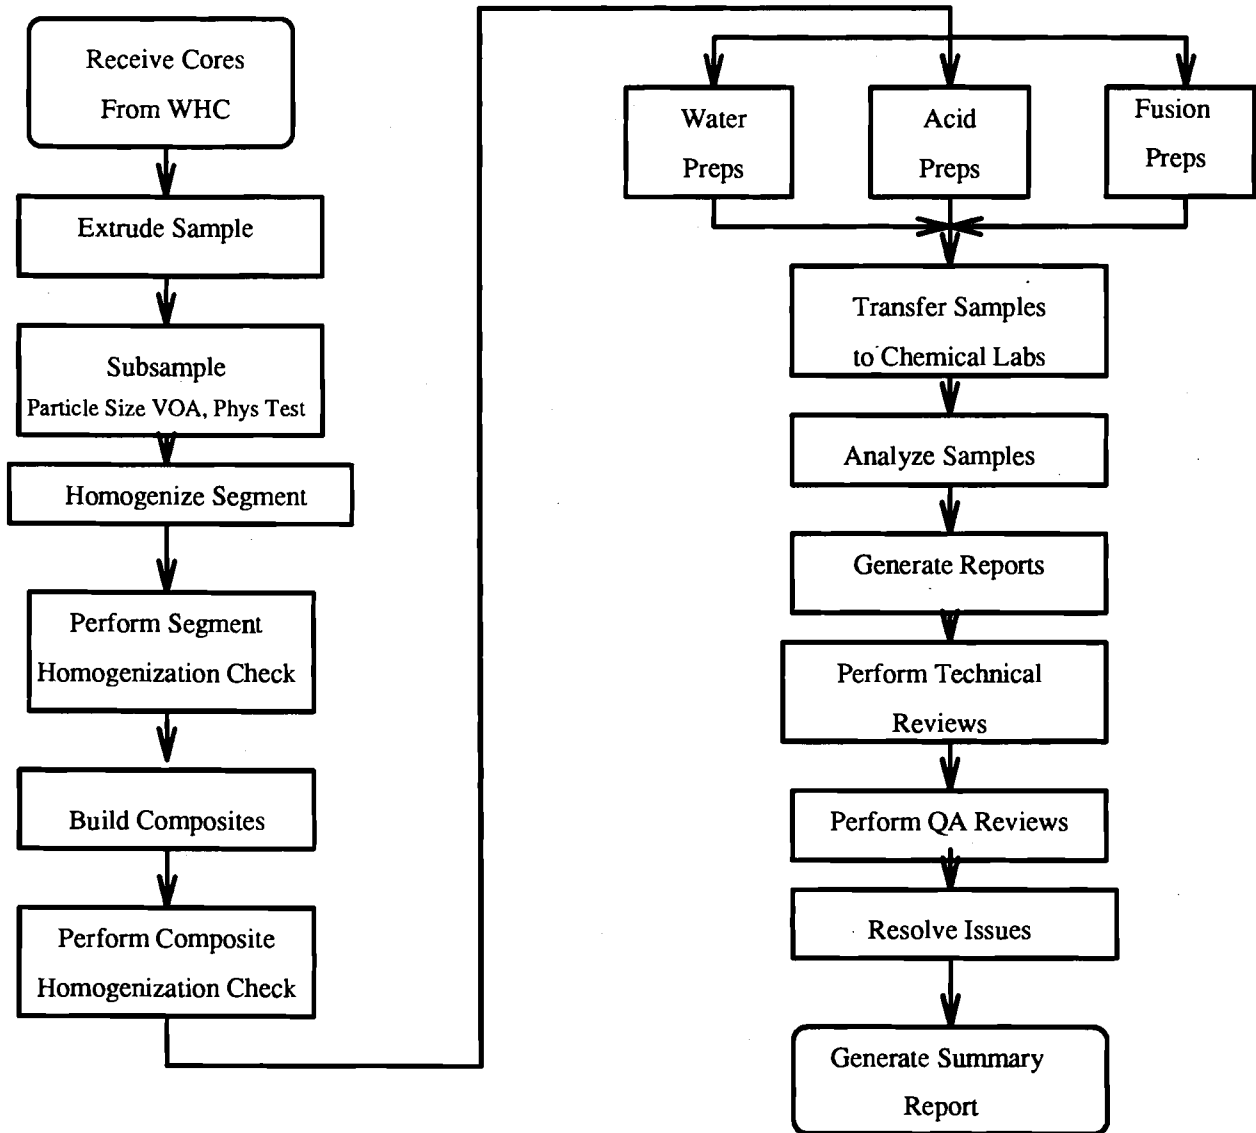 Receive Cores
From WHC
Extrude Sample
Subsample
Particle Size VOA, Phys Test
Homogenize Segment
Perform Segment
Homogenization Check
Build Composites
Perform Composite
Homogenization Check
Water
Preps
Acid
Preps
Fusion
Preps
Transfer Samples
to Chemical Labs
Analyze Samples
Generate Reports
Perform Technical
Reviews
Perform QA Reviews
Resolve Issues
Generate Summary
Report